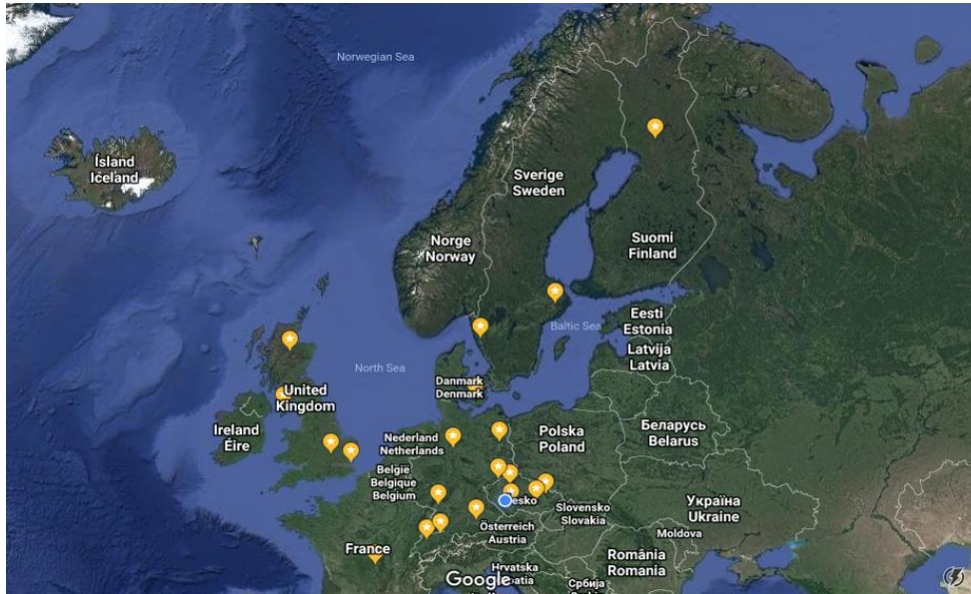 Norwegian Sea
Ísland
Iceland
Sverige
Sweden
Norge
Norway
Suomi
Finland
Eesti
Estonia
Baltic Sea
Latvija
Latvia
North Sea
Danmark
Denmark
United
Kingdom
Ireland
Éire
Беларусь
Belarus
Polska
Poland
Nederland
Netherlands
België
Belgique
Belgium
Україна
Ukraine
Slovensko
Slovakia
Österreich
Austria
Moldova
France
România
Romania
Hrvatska
Google
Србија